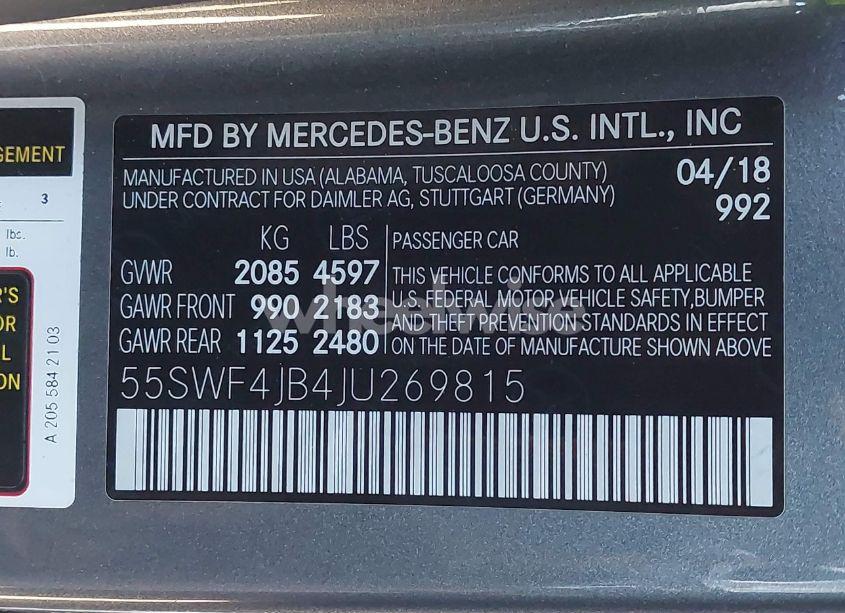 GEMENT
3
lbs.
lb.
R'S
OR
L
ON
A 205 584 21 03
MFD BY MERCEDES-BENZ U.S. INTL., INC
MANUFACTURED IN USA (ALABAMA, TUSCALOOSA COUNTY) 04/18
UNDER CONTRACT FOR DAIMLER AG, STUTTGART (GERMANY) 992
KG LBS PASSENGER CAR
GVWR 2085 4597 THIS VEHICLE CONFORMS TO ALL APPLICABLE
GAWR FRONT 990 2183 U.S. FEDERAL MOTOR VEHICLE SAFETY,BUMPER
AND THEFT PREVENTION STANDARDS IN EFFECT
GAWR REAR 1125 2480 ON THE DATE OF MANUFACTURE SHOWN ABOVE
55SWF4JB4JU269815